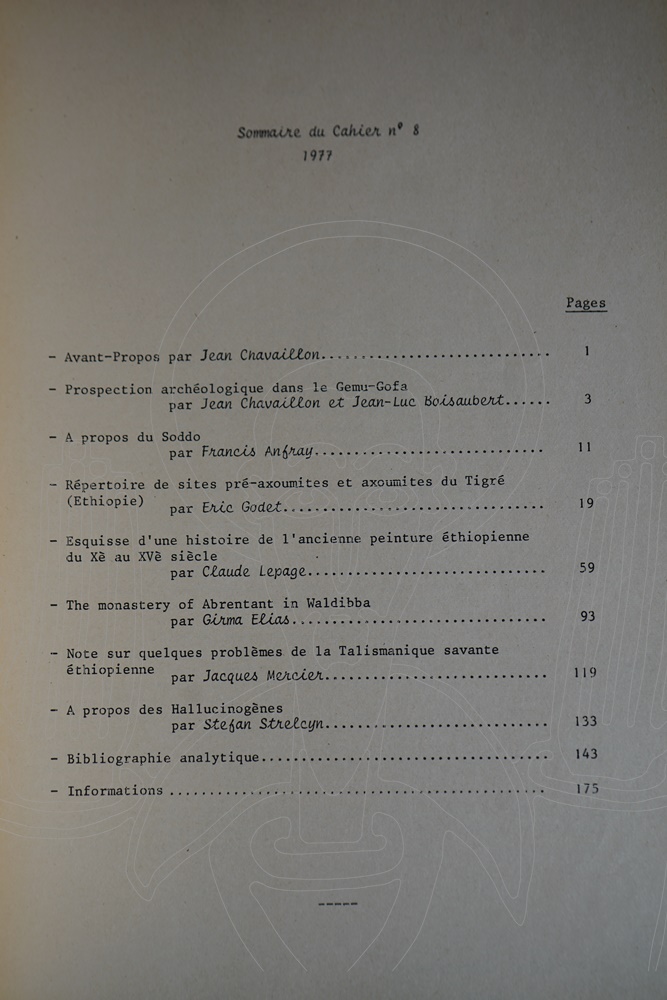 Sommaire du Cahier n° 8
1977
Pages
- Avant-Propos par Jean Chavaillon............................ 1
- Prospection archéologique dans le Gemu-Gofa
par Jean Chavaillon et Jean-Luc Boisaubert...... 3
- A propos du Soddo
par Francis Anfray.............................. 11
- Répertoire de sites pré-axoumites et axoumites du Tigré
(Ethiopie) par Eric Godet.................................. 19
- Esquisse d'une histoire de l'ancienne peinture éthiopienne
du Xè au XVè siècle
par Claude Lepage............................... 59
- The monastery of Abrentant in Waldibba
par Girma Elias................................. 93
- Note sur quelques problèmes de la Talismanique savante
éthiopienne par Jacques Mercier............................. 119
- A propos des Hallucinogènes
par Stefan Strelcyn............................. 133
- Bibliographie analytique..................................... 143
- Informations ................................................ 175
-----